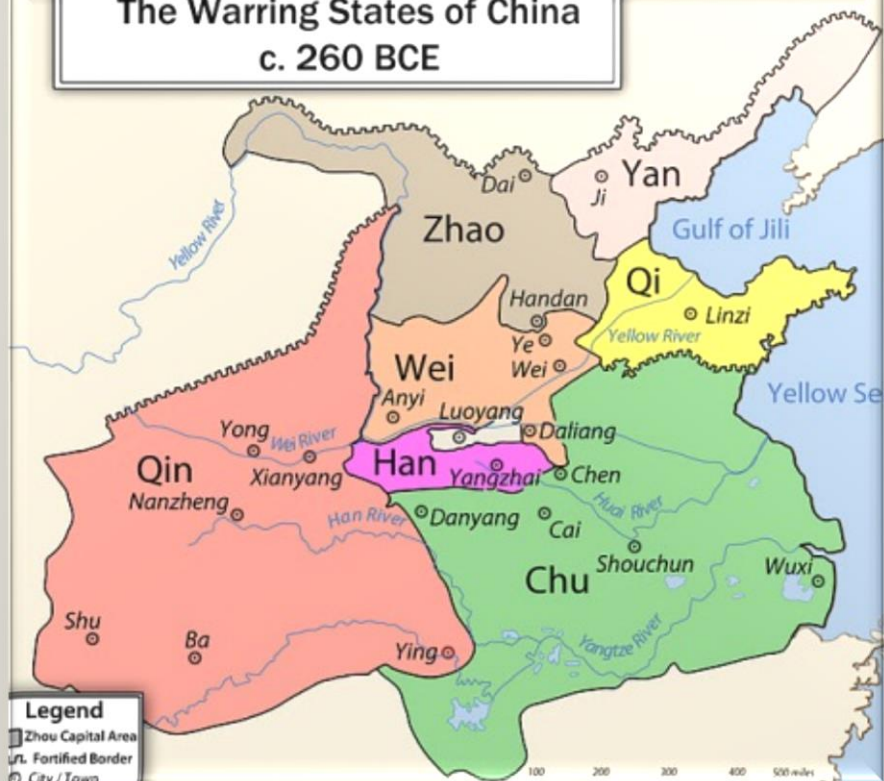 The Warring States of China
c. 260 BCE
Dai
Yan
Ji
Zhao
Yellow River
Gulf of Jili
Qi
Handan
Linzi
Ye
Yellow River
Wei
Wei
Anyi
Yellow Se
Luoyang
Yong
Wei River
Daliang
Qin
Han
Xianyang
Yangzhai
Chen
Nanzheng
Han River
Danyang
Huai River
Cai
Shouchun
Wuxi
Chu
Shu
Ba
Ying
Yangtze River
Legend
Zhou Capital Area
Fortified Border
City / Town
100 200 300 400 500 miles